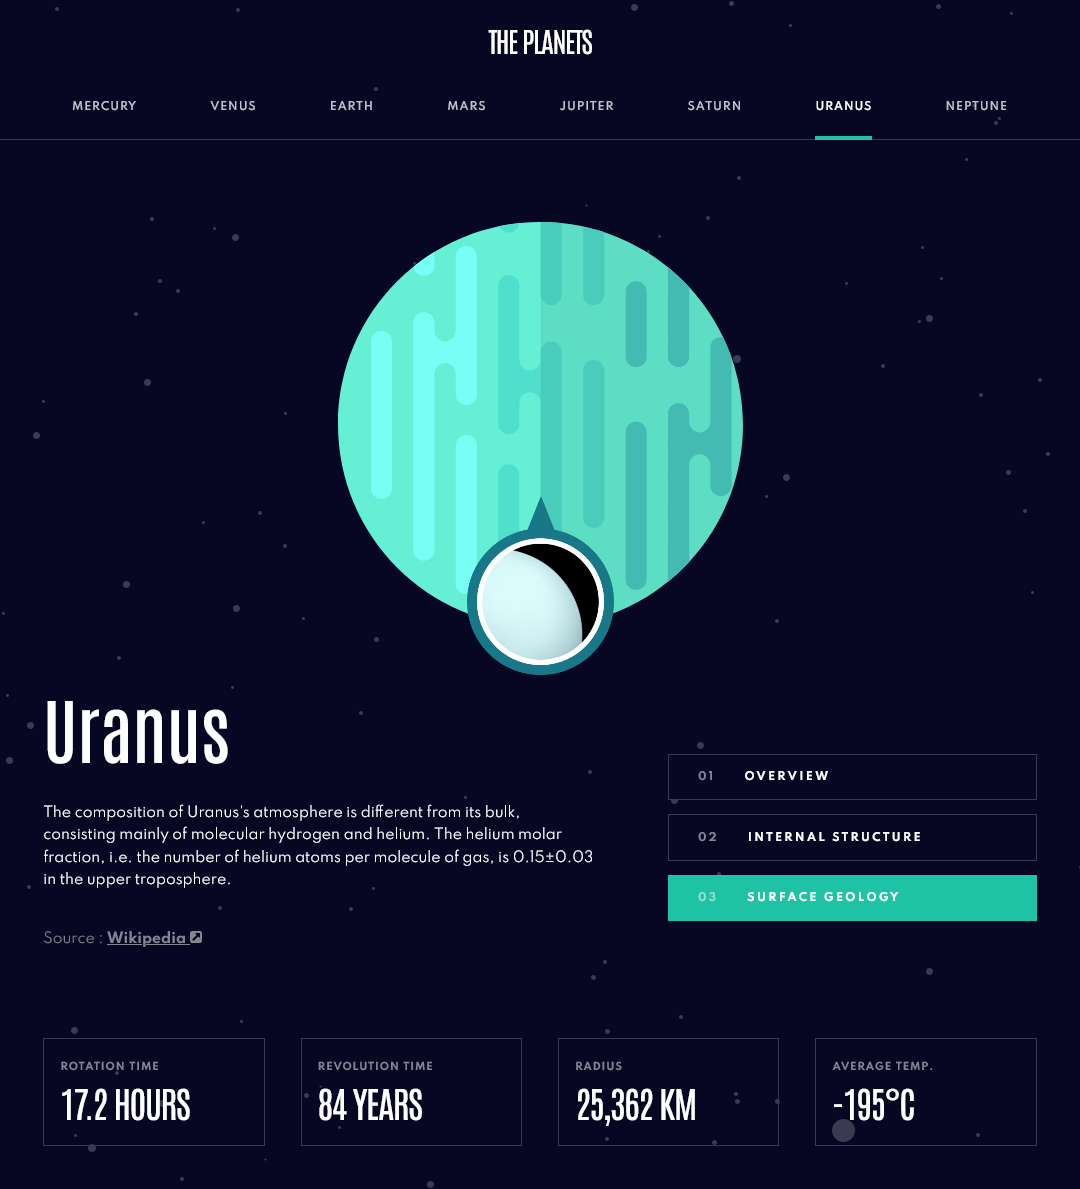 THE PLANETS
MERCURY VENUS EARTH MARS JUPITER SATURN URANUS NEPTUNE
Uranus
The composition of Uranus's atmosphere is different from its bulk,
consisting mainly of molecular hydrogen and helium. The helium molar
fraction, i.e. the number of helium atoms per molecule of gas, is 0.15±0.03
in the upper troposphere.
Source : Wikipedia
01 OVERVIEW
02 INTERNAL STRUCTURE
03 SURFACE GEOLOGY
ROTATION TIME
17.2 HOURS
REVOLUTION TIME
84 YEARS
RADIUS
25,362 KM
AVERAGE TEMP.
-195°C